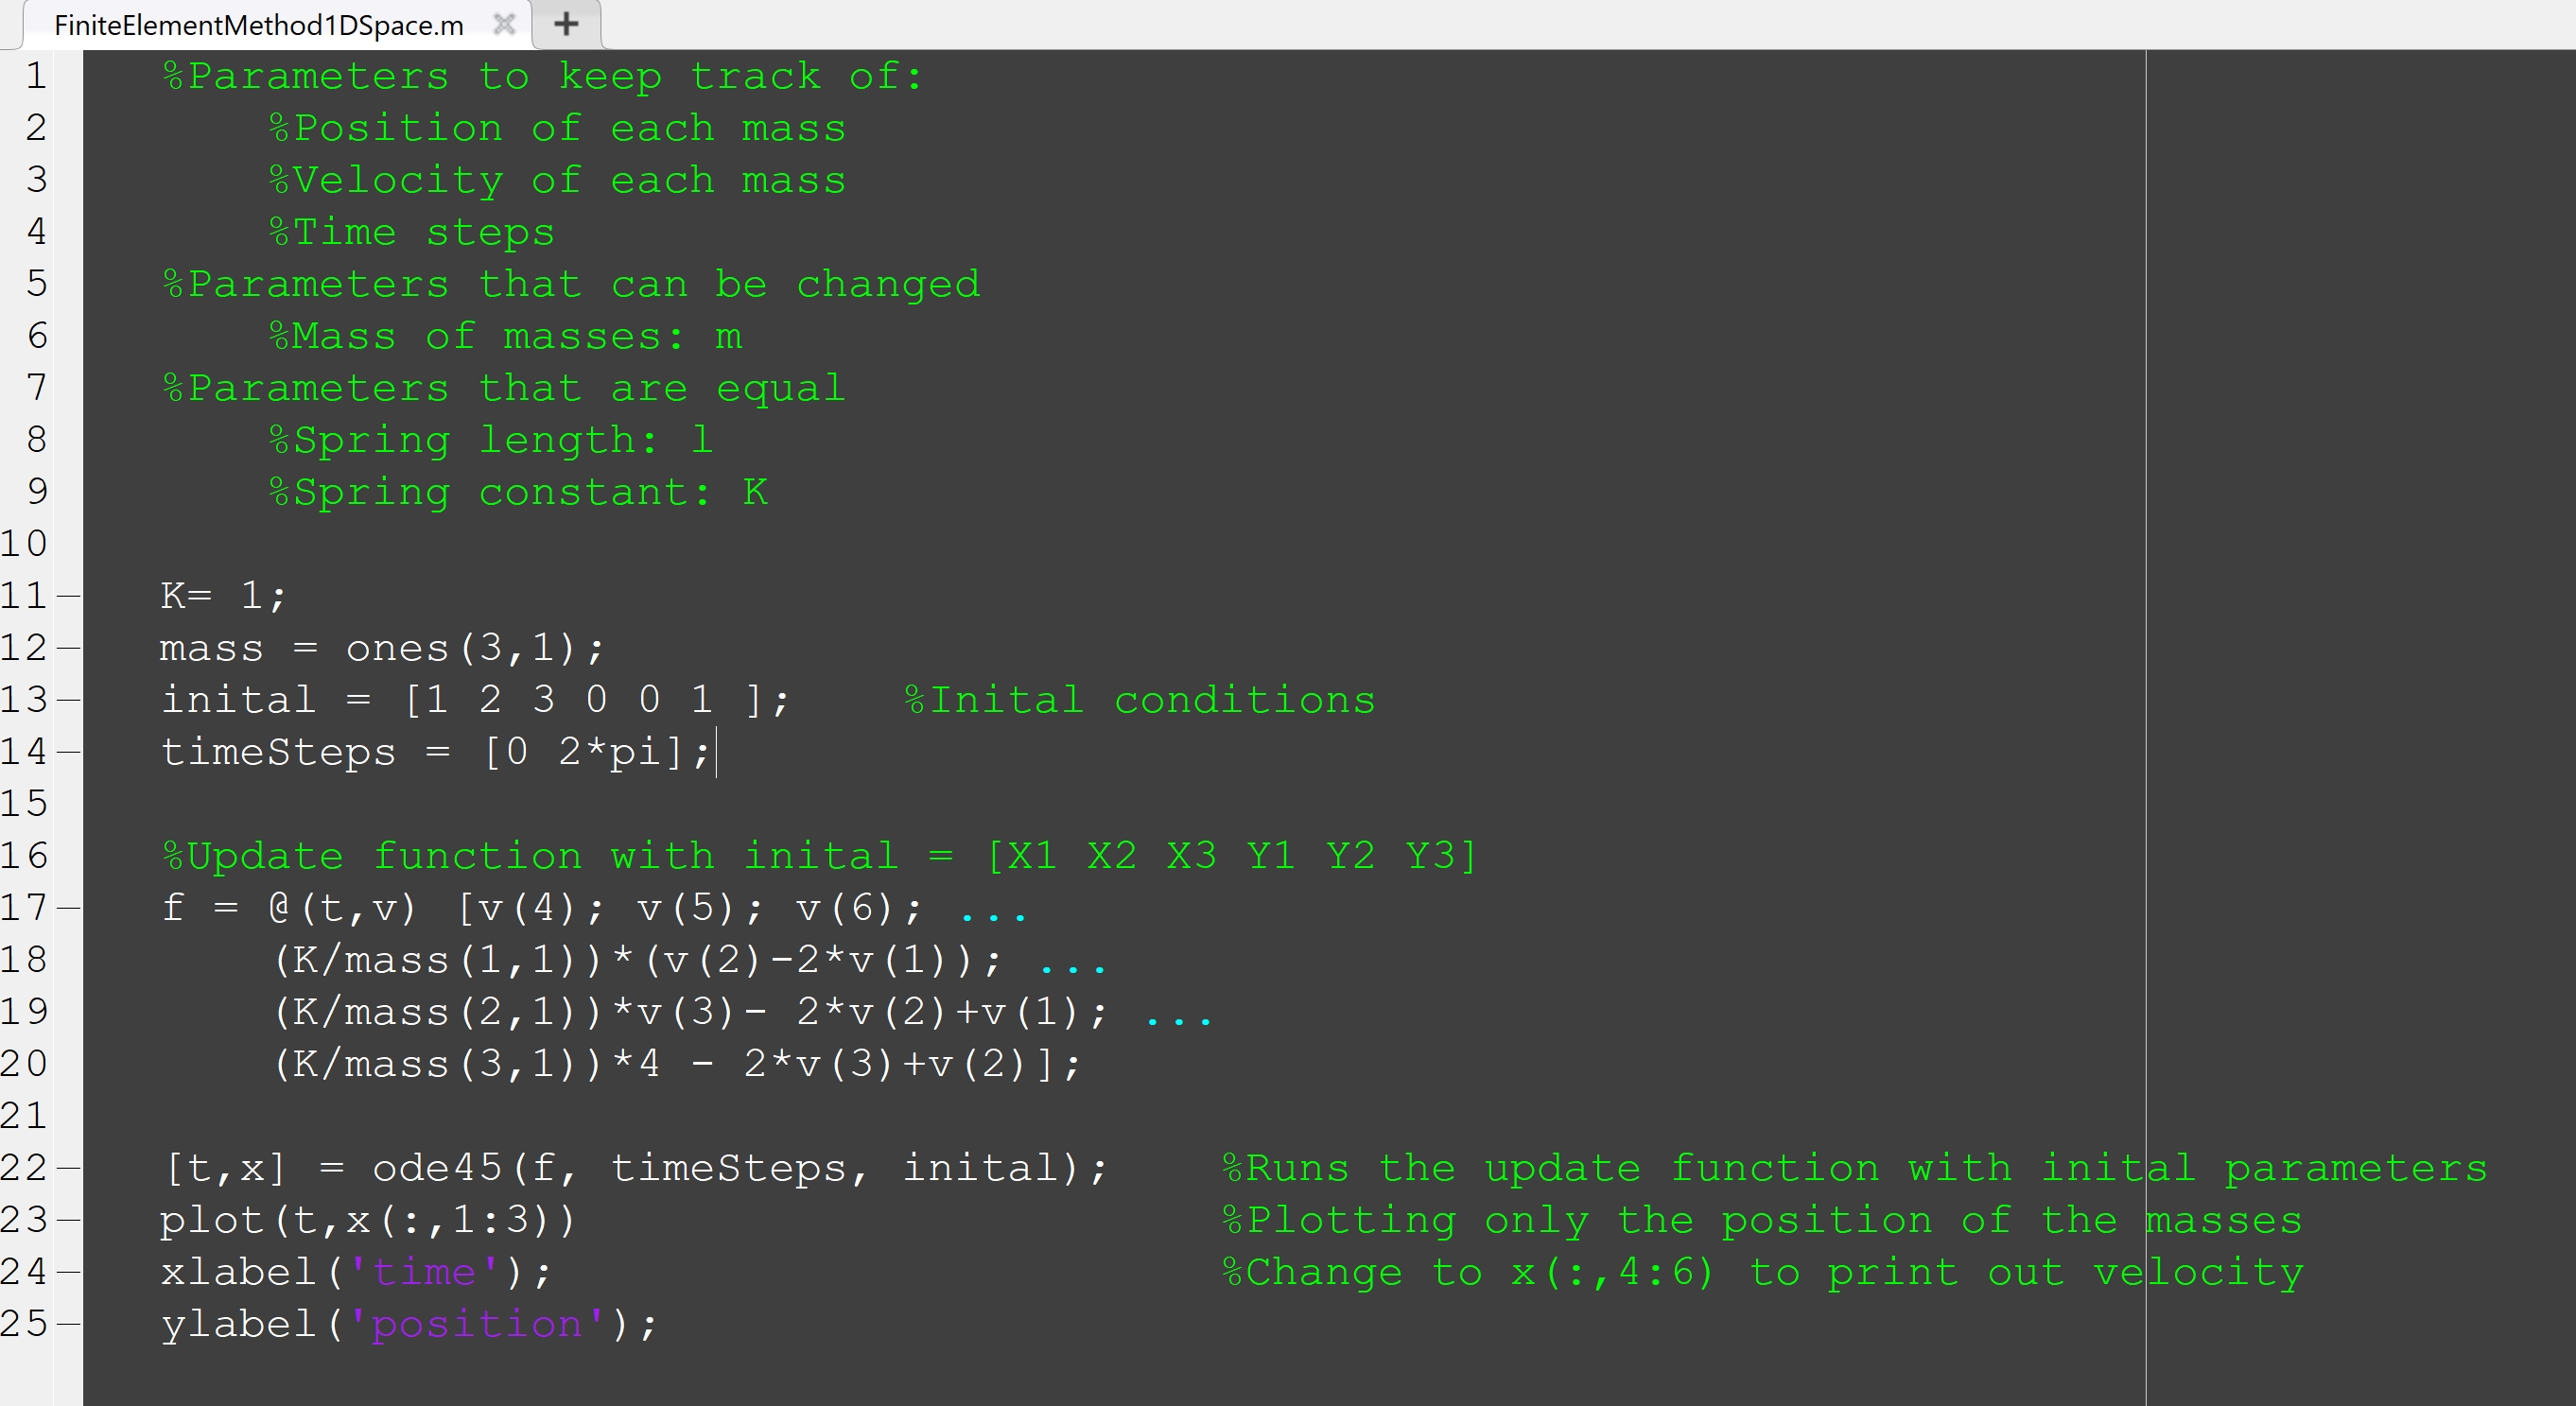 FiniteElementMethod1DSpace.m
1 %Parameters to keep track of:
2 %Position of each mass
3 %Velocity of each mass
4 %Time steps
5 %Parameters that can be changed
6 %Mass of masses: m
7 %Parameters that are equal
8 %Spring length: l
9 %Spring constant: K
10
11 K= 1;
12 mass = ones(3,1);
13 inital = [1 2 3 0 0 1 ]; %Inital conditions
14 timeSteps = [0 2*pi];
15
16 %Update function with inital = [X1 X2 X3 Y1 Y2 Y3]
17 f = @(t,v) [v(4); v(5); v(6); ...
18 (K/mass(1,1))*(v(2)-2*v(1)); ...
19 (K/mass(2,1))*v(3)- 2*v(2)+v(1); ...
20 (K/mass(3,1))*4 - 2*v(3)+v(2)];
21
22 [t,x] = ode45(f, timeSteps, inital); %Runs the update function with inital parameters
23 plot(t,x(:,1:3)) %Plotting only the position of the masses
24 xlabel('time'); %Change to x(:,4:6) to print out velocity
25 ylabel('position');